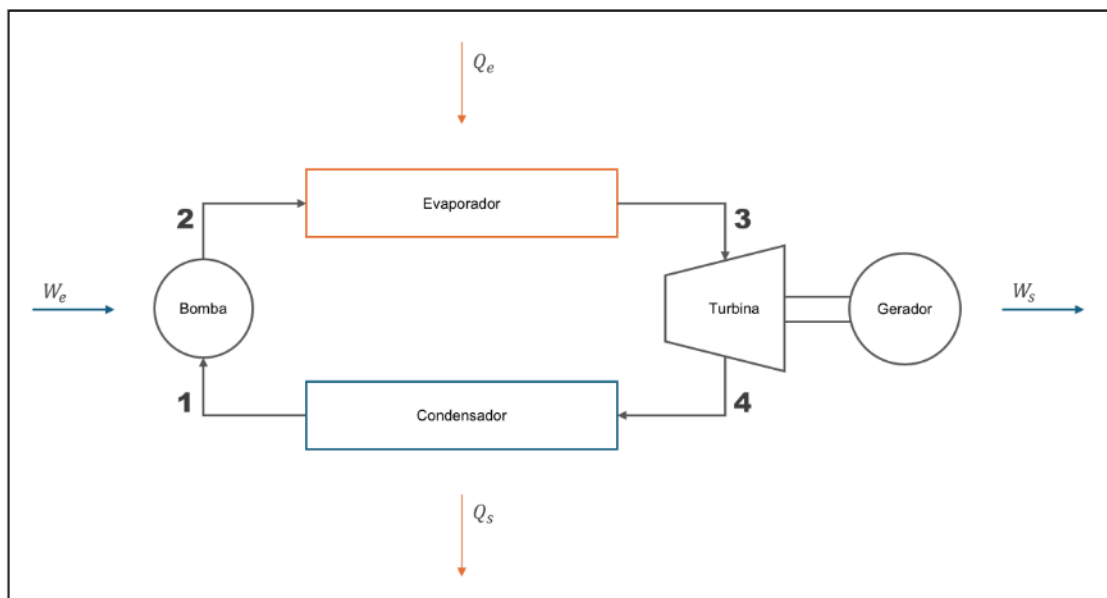 Qe
2
Evaporador
3
We
Bomba
Turbina
Gerador
Ws
1
Condensador
4
Qs